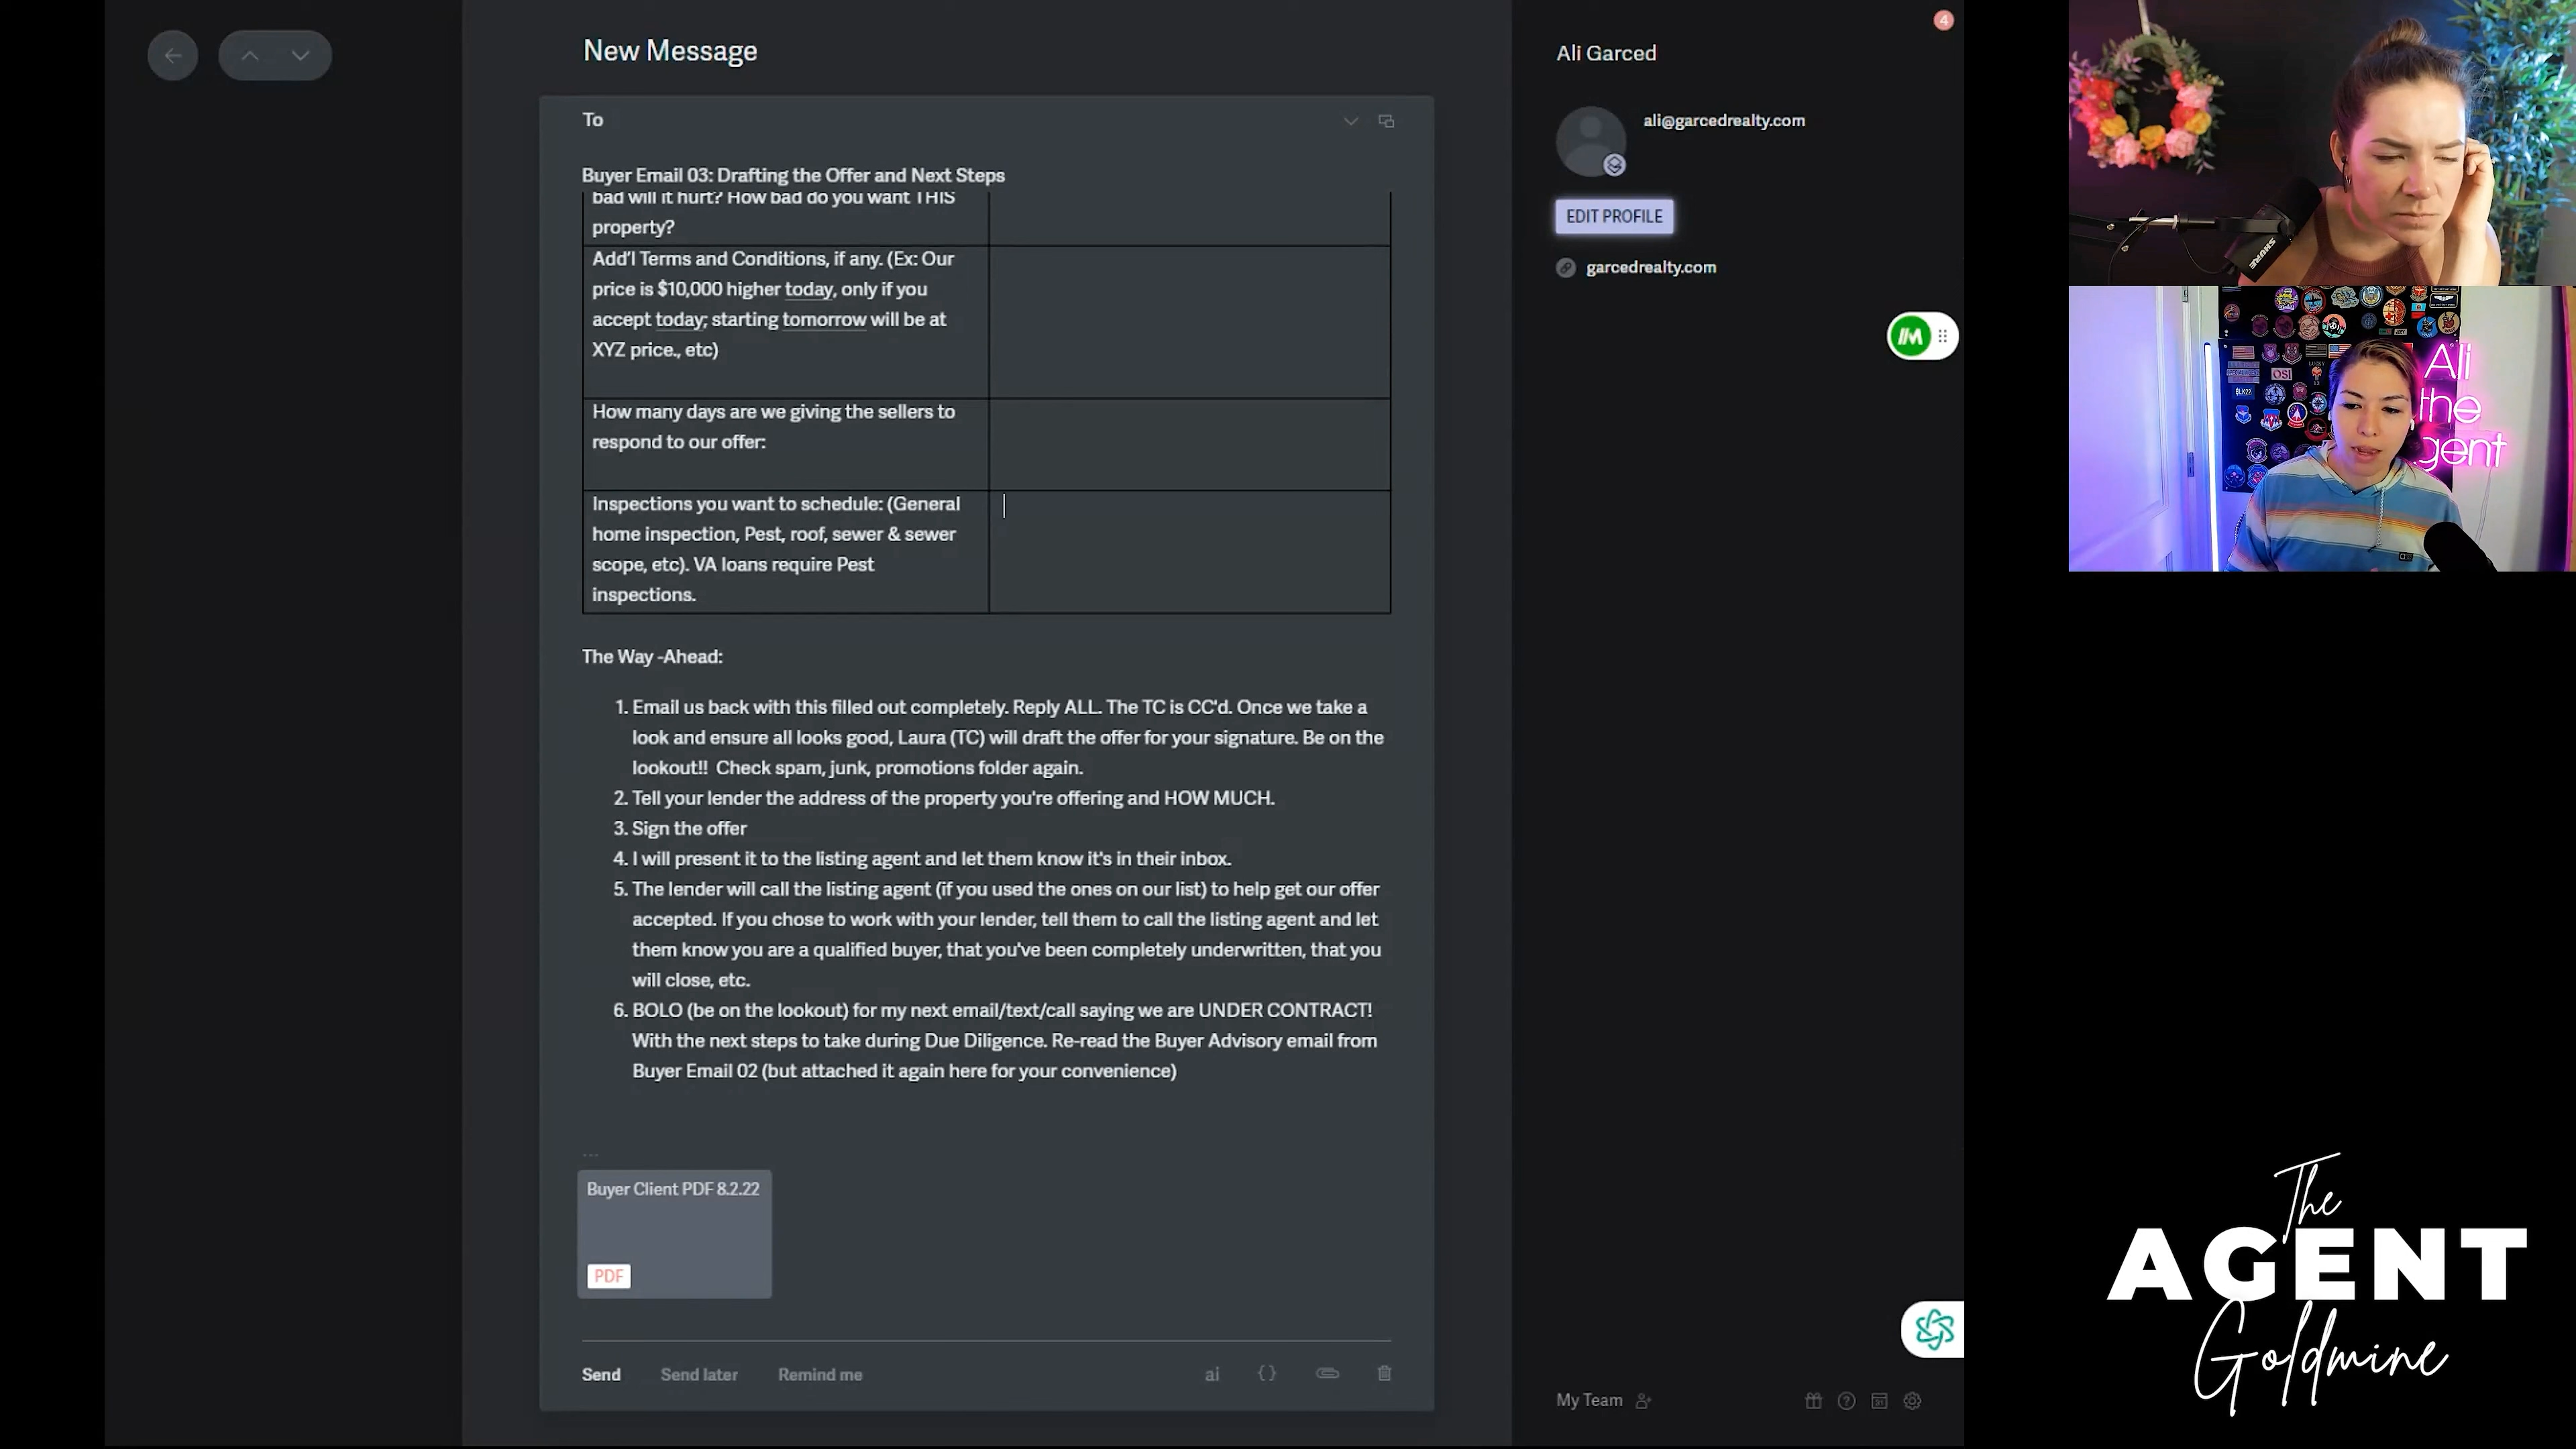 New Message
To
Buyer Email 03: Drafting the Offer and Next Steps
bad will it hurt? How bad do you want THIS
property?
Add'l Terms and Conditions, if any. (Ex: Our
price is $10,000 higher today, only if you
accept today; starting tomorrow will be at
XYZ price., etc)
How many days are we giving the sellers to
respond to our offer:
Inspections you want to schedule: (General
home inspection, Pest, roof, sewer & sewer
scope, etc). VA loans require Pest
inspections.
The Way -Ahead:
1. Email us back with this filled out completely. Reply ALL. The TC is CC'd. Once we take a
look and ensure all looks good, Laura (TC) will draft the offer for your signature. Be on the
lookout!! Check spam, junk, promotions folder again.
2. Tell your lender the address of the property you're offering and HOW MUCH.
3. Sign the offer
4. I will present it to the listing agent and let them know it's in their inbox.
5. The lender will call the listing agent (if you used the ones on our list) to help get our offer
accepted. If you chose to work with your lender, tell them to call the listing agent and let
them know you are a qualified buyer, that you've been completely underwritten, that you
will close, etc.
6. BOLO (be on the lookout) for my next email/text/call saying we are UNDER CONTRACT!
With the next steps to take during Due Diligence. Re-read the Buyer Advisory email from
Buyer Email 02 (but attached it again here for your convenience)
...
Buyer Client PDF 8.2.22
PDF
Send
Send later
Remind me
ai
{}
4
Ali Garced
ali@garcedrealty.com
EDIT PROFILE
garcedrealty.com
My Team
SHURE
OSI
Ali
the
gent
The
AGENT
Goldmine